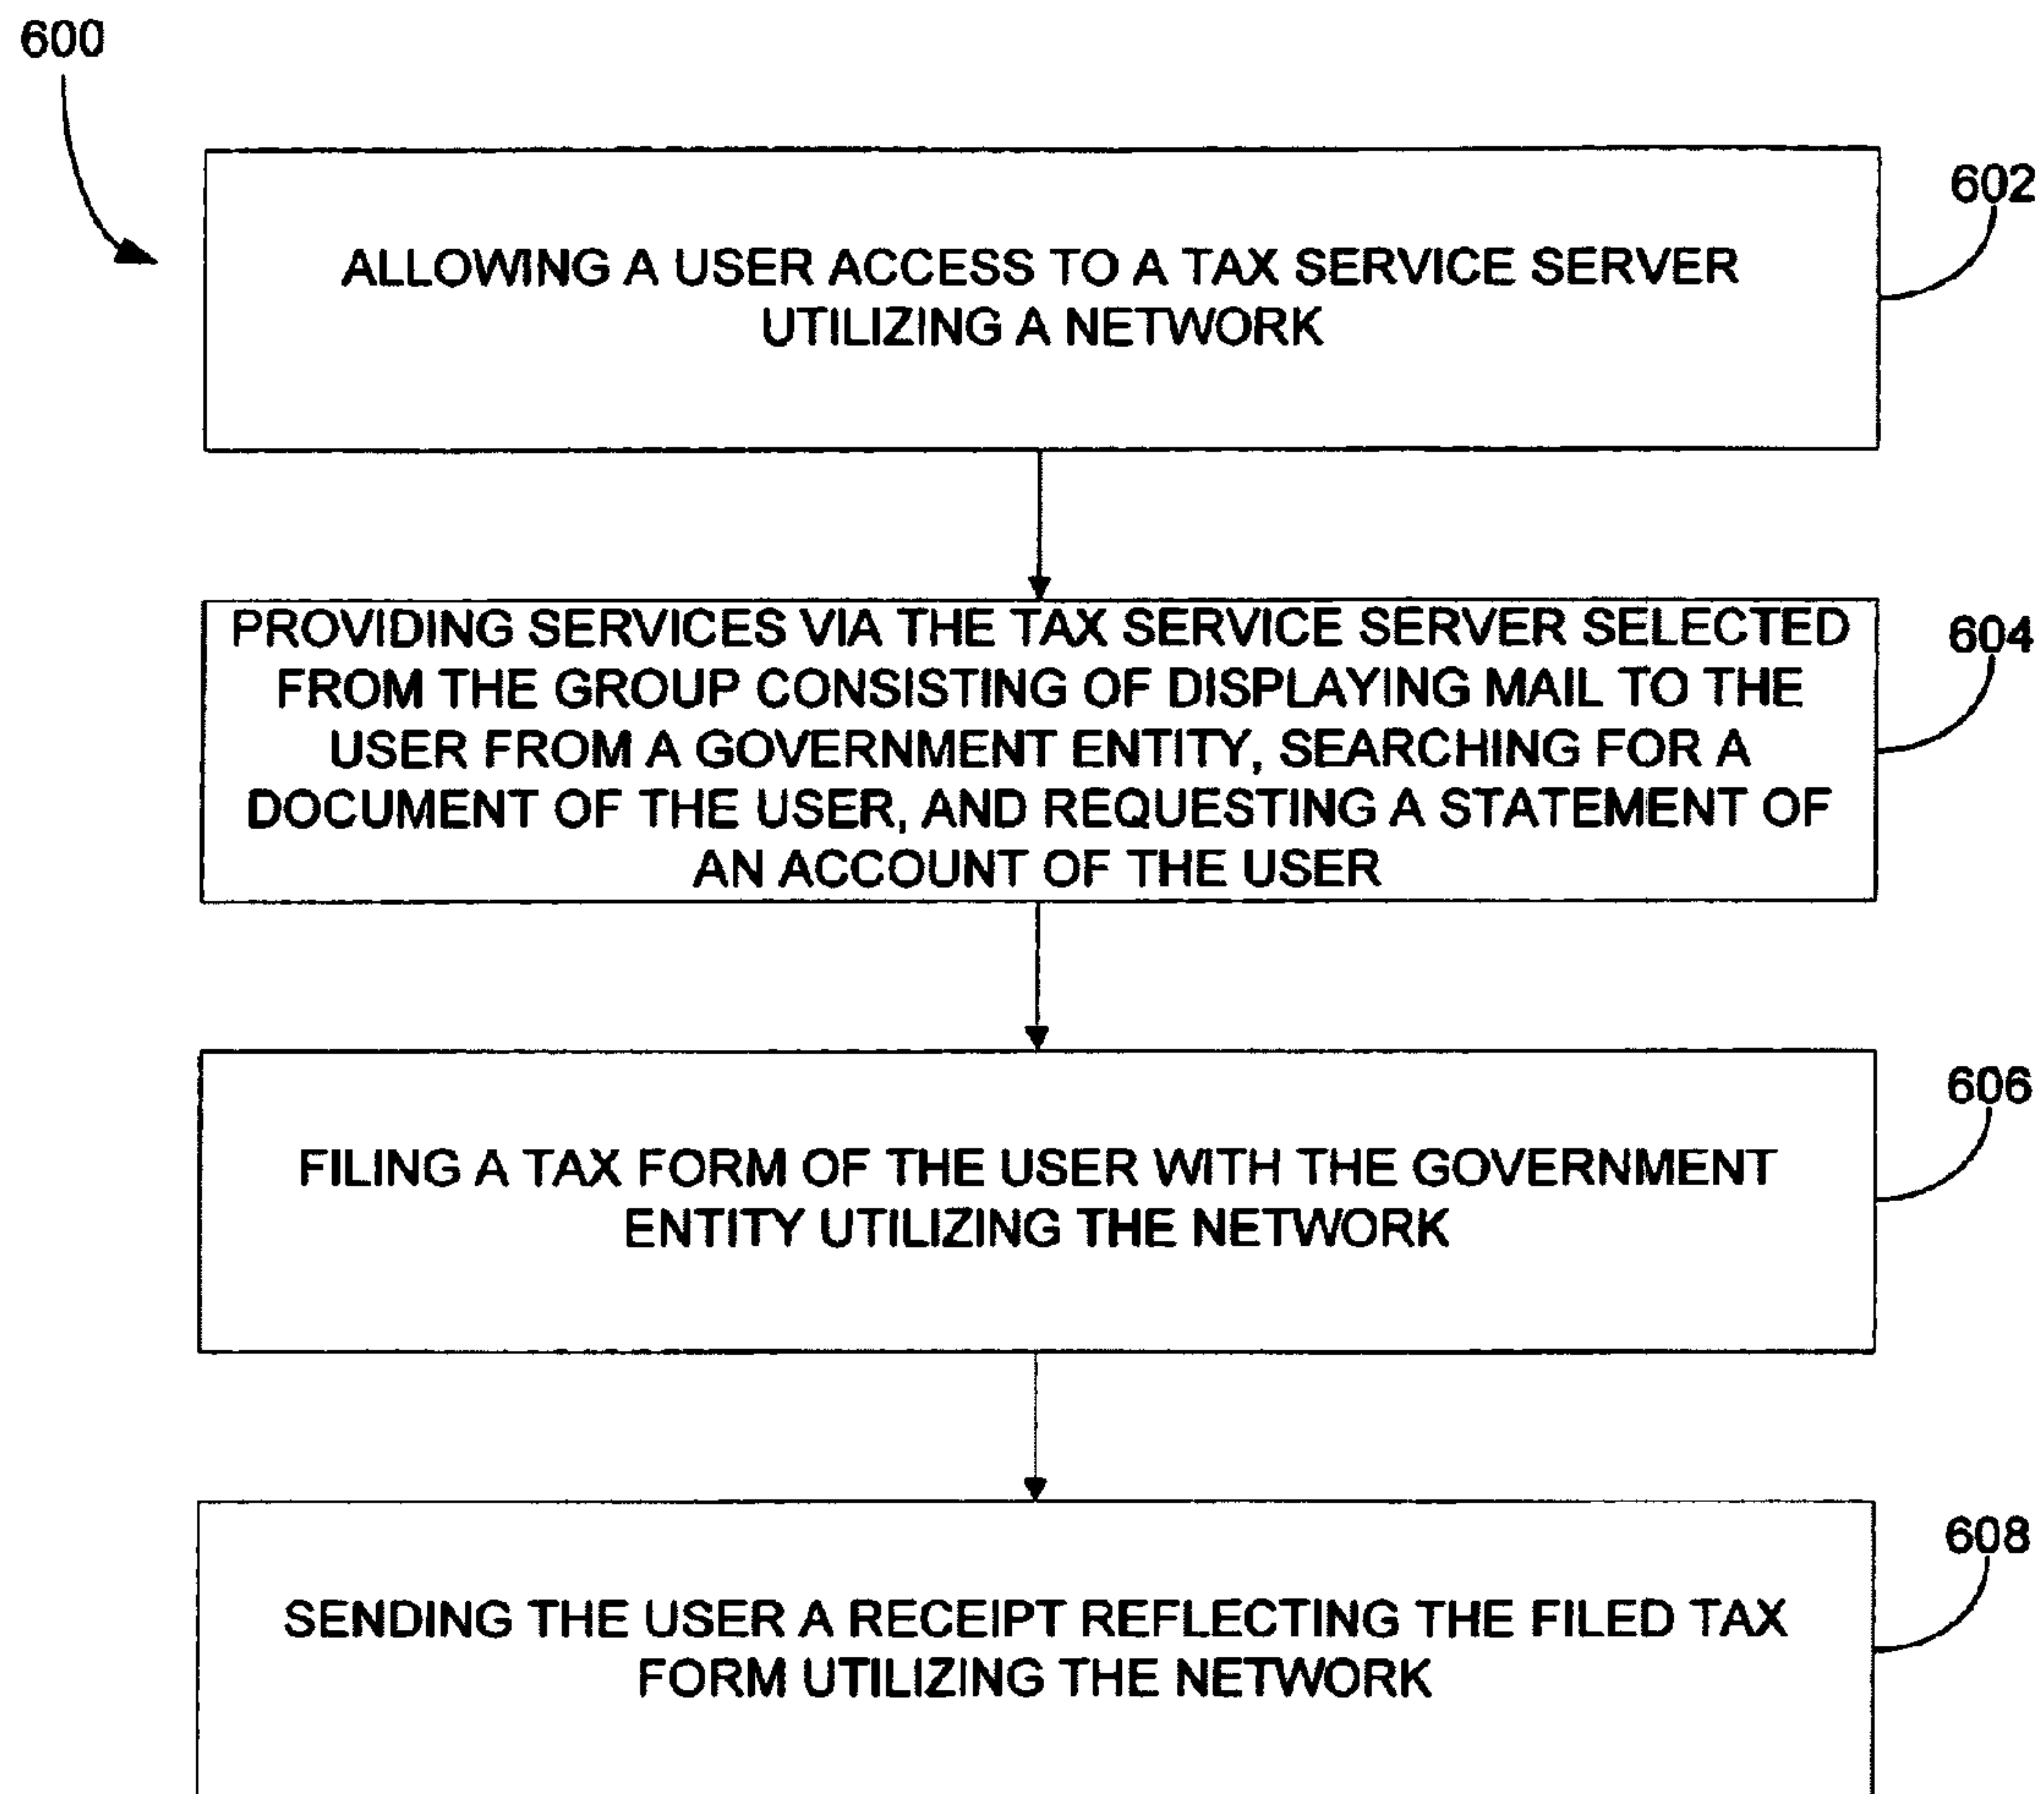 600
602
ALLOWING A USER ACCESS TO A TAX SERVICE SERVER
UTILIZING A NETWORK
604
PROVIDING SERVICES VIA THE TAX SERVICE SERVER SELECTED
FROM THE GROUP CONSISTING OF DISPLAYING MAIL TO THE
USER FROM A GOVERNMENT ENTITY, SEARCHING FOR A
DOCUMENT OF THE USER, AND REQUESTING A STATEMENT OF
AN ACCOUNT OF THE USER
606
FILING A TAX FORM OF THE USER WITH THE GOVERNMENT
ENTITY UTILIZING THE NETWORK
608
SENDING THE USER A RECEIPT REFLECTING THE FILED TAX
FORM UTILIZING THE NETWORK